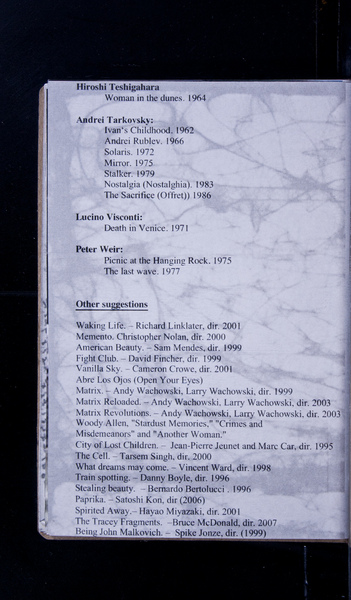 Hiroshi Teshigahara
Woman in the dunes. 1964
Andrei Tarkovsky:
Ivan's Childhood, 1962
Andrei Rublev. 1966
Solaris. 1972
Mirror. 1975
Stalker. 1979
Nostalgia (Nostalghia). 1983
The Sacrifice (Offret)) 1986
Lucino Visconti:
Death in Venice. 1971
Peter Weir:
Picnic at the Hanging Rock. 1975
The last wave. 1977
Other suggestions
Waking Life. – Richard Linklater, dir. 2001
Memento. Christopher Nolan, dir. 2000
American Beauty. – Sam Mendes, dir. 1999
Fight Club. – David Fincher, dir. 1999
Vanilla Sky. – Cameron Crowe, dir. 2001
Abre Los Ojos (Open Your Eyes)
Matrix. – Andy Wachowski, Larry Wachowski, dir. 1999
Matrix Reloaded. – Andy Wachowski, Larry Wachowski, dir. 2003
Matrix Revolutions. – Andy Wachowski, Larry Wachowski, dir. 2003
Woody Allen, "Stardust Memories," "Crimes and
Misdemeanors" and "Another Woman."
City of Lost Children. – Jean-Pierre Jeunet and Marc Car, dir. 1995
The Cell. – Tarsem Singh, dir. 2000
What dreams may come. – Vincent Ward, dir. 1998
Train spotting. – Danny Boyle, dir. 1996
Stealing beauty. – Bernardo Bertolucci . 1996
Paprika. – Satoshi Kon, dir (2006)
Spirited Away.– Hayao Miyazaki, dir. 2001
The Tracey Fragments. –Bruce McDonald, dir. 2007
Being John Malkovich. – Spike Jonze, dir. (1999)